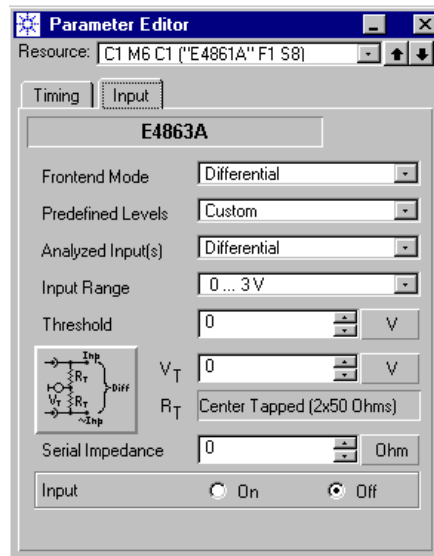 Parameter Editor
Resource: C1 M6 C1 ("E4861A" F1 S8)
Timing Input
E4863A
Frontend Mode Differential
Predefined Levels Custom
Analyzed Input(s) Differential
Input Range 0 ... 3 V
Threshold 0 V
Inp
RT
VT RT Diff
~Inp
VT 0 V
RT Center Tapped (2x50 Ohms)
Serial Impedance 0 Ohm
Input On Off